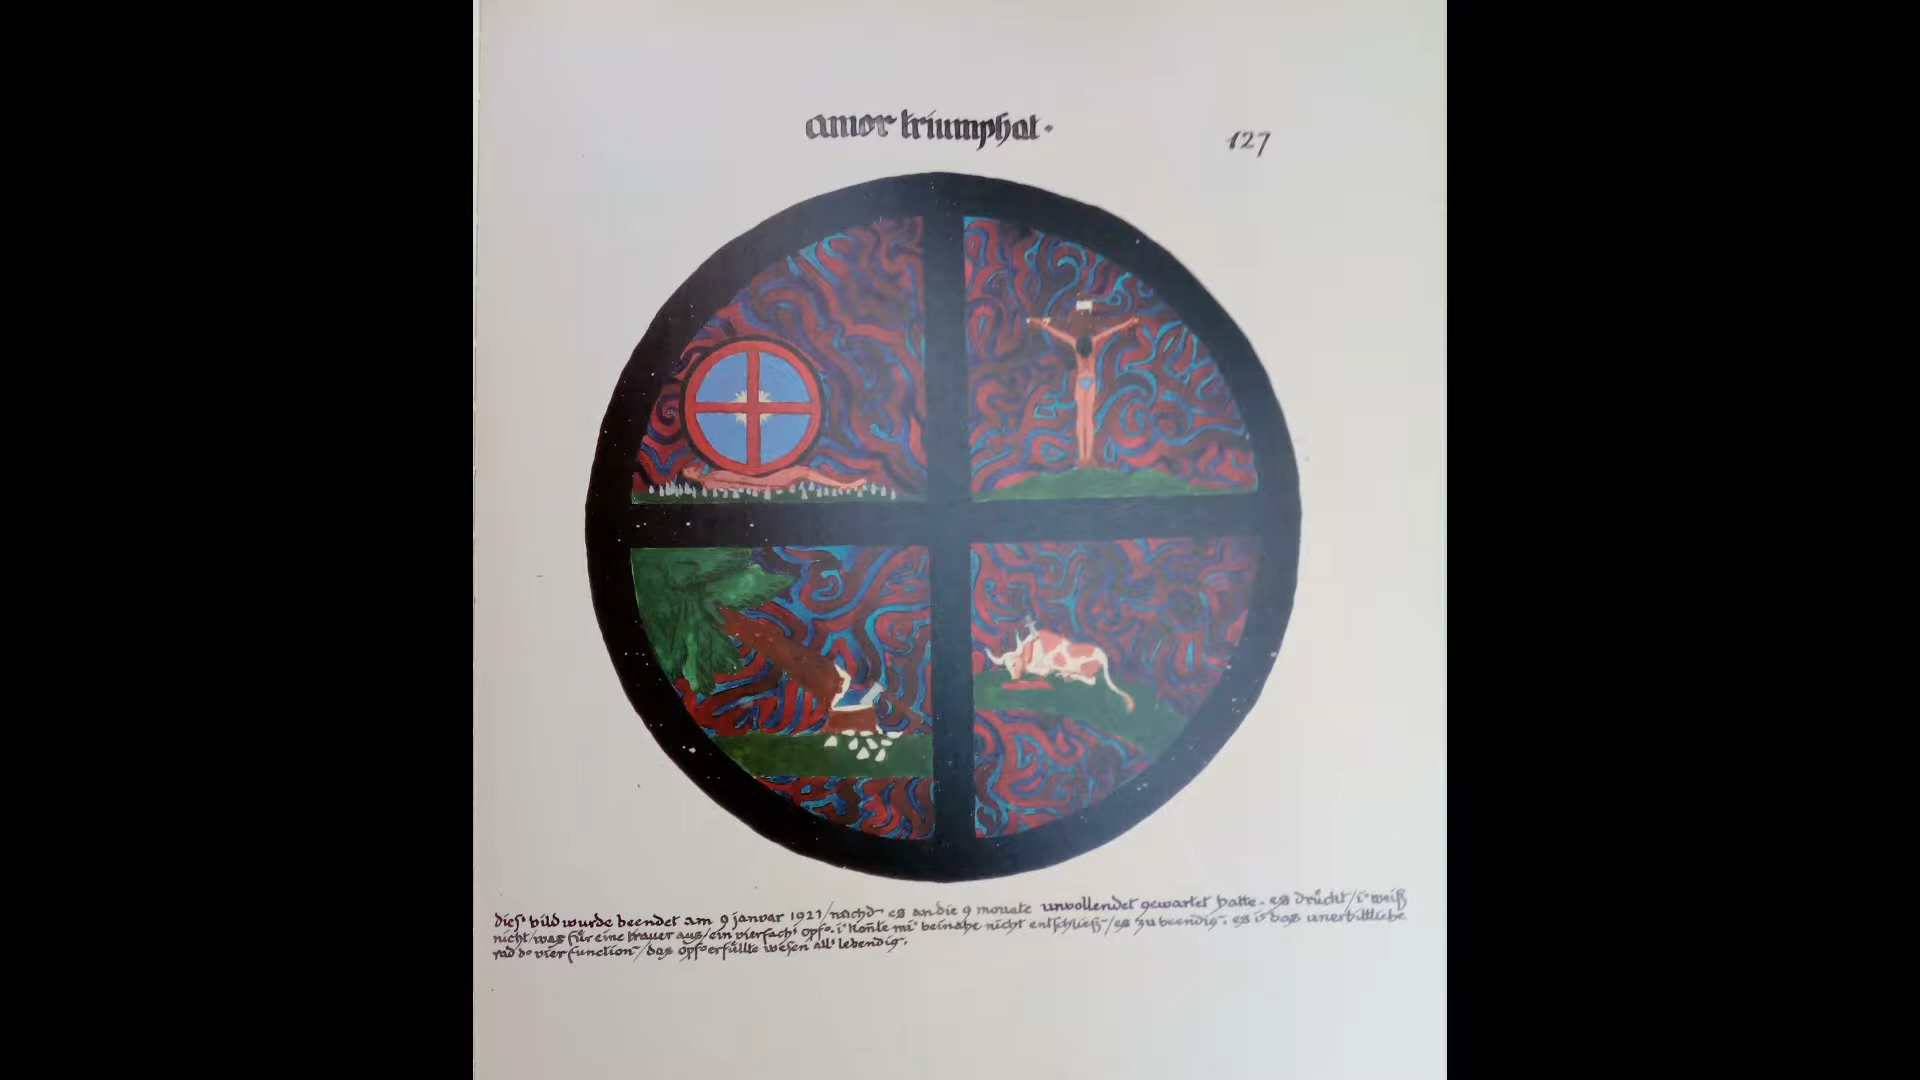 amor triumphat.
127
dies' bild wurde beendet am 9 januar 1921/nachd¯ es an die 9 monate unvollendet gewartet hatte. es drückt/i' weiß
nicht/was für eine trauer aus/ein vierfach' opf°. i' konte mi' beinahe nicht entschließ¯/es zu beendig¯. es is das unerbittliche
rad d° vier function¯/das opf°erfüllte wesen all' lebendig¯.